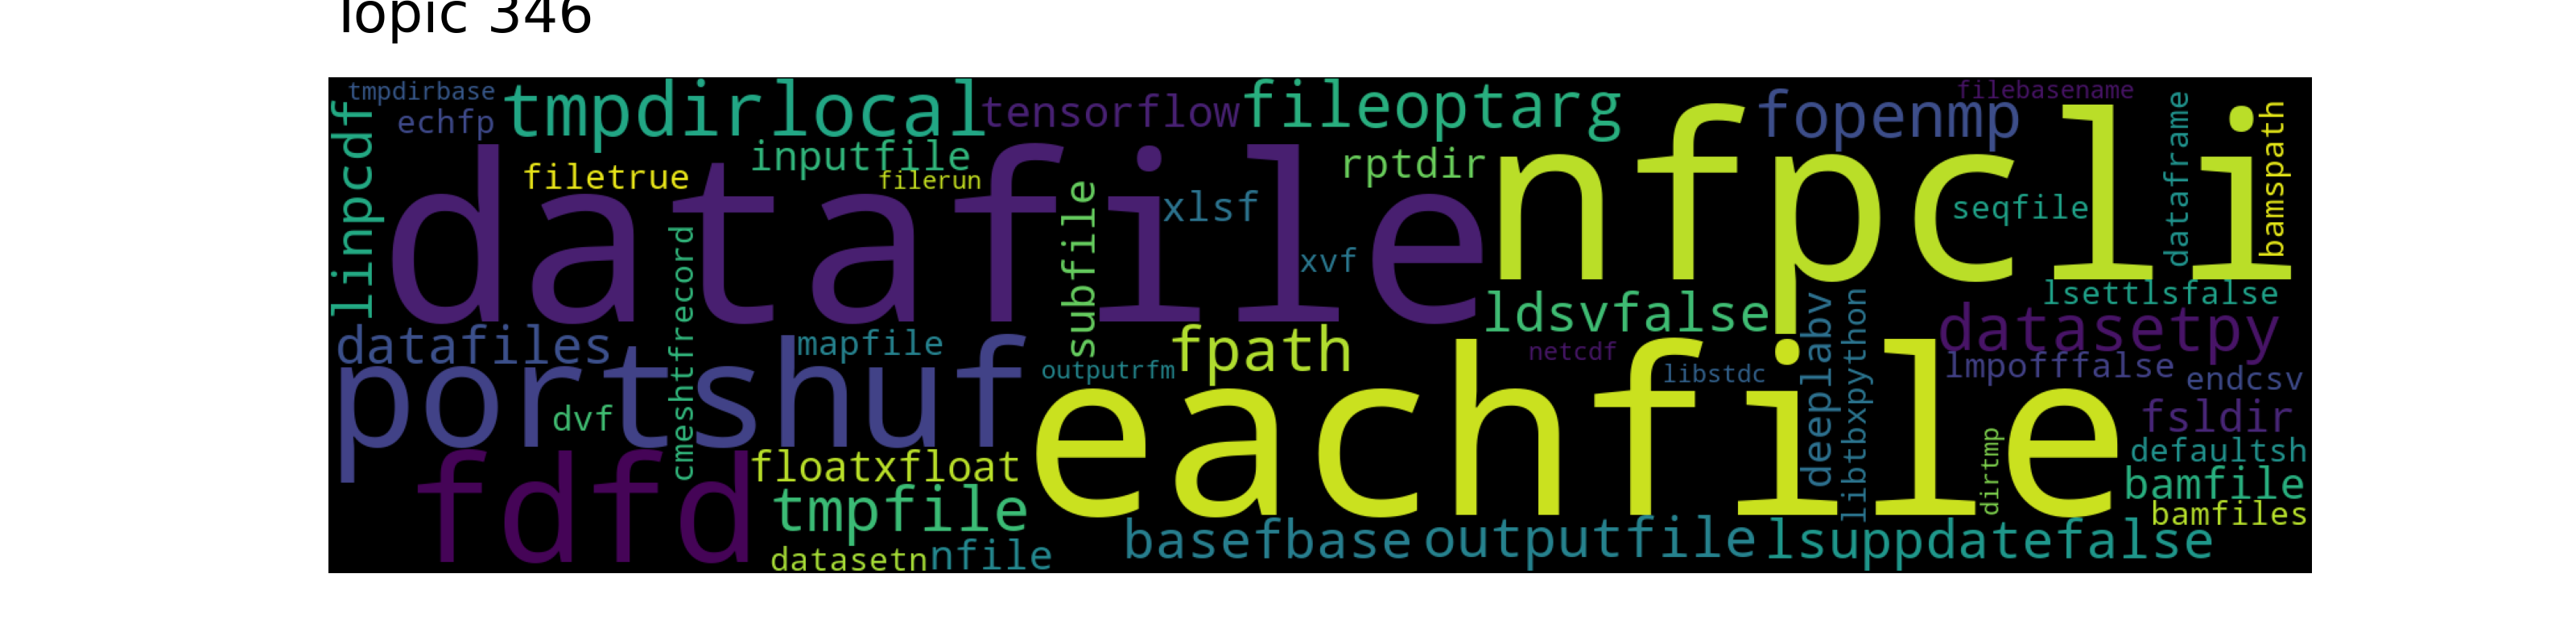 Topic 346
tmpdirbase
echfp
tmpdirlocal
tensorflow
fileoptarg
fopenmp
filebasename
linpcdf
filetrue
inputfile
filerun
datafile
subfile
xlsf
xvf
rptdir
nfpcli
seqfile
dataframe
bamspath
lsettlsfalse
datafiles
portshuf
cmeshtfrecord
mapfile
outputrfm
fpath
ldsvfalse
netcdf
libstdc
deeplabv
libtbxpython
datasetpy
lmpofffalse
endcsv
dvf
fsldir
defaultsh
fdfd
floatxfloat
tmpfile
eachfile
dirtmp
bamfile
bamfiles
datasetn
nfile
basefbase
outputfile
lsuppdatefalse